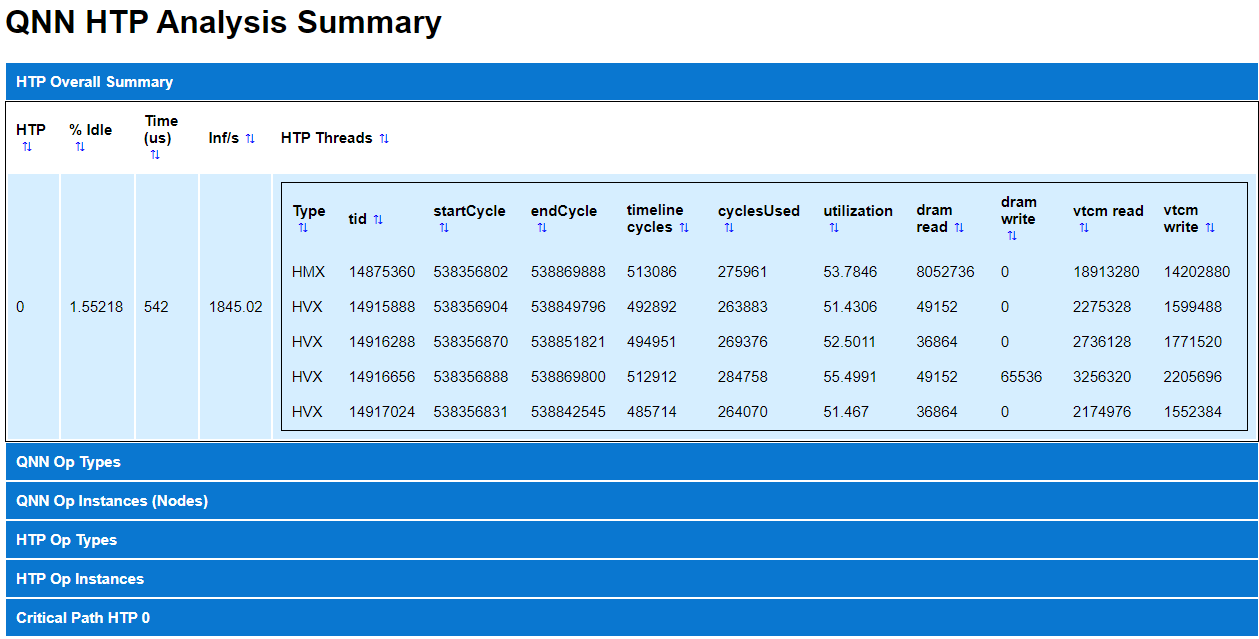 QNN HTP Analysis Summary
HTP Overall Summary
HTP % Idle Time (us) Inf/s HTP Threads
Type tid startCycle endCycle timeline cycles cyclesUsed utilization dram read dram write vtcm read vtcm write
0 1.55218 542 1845.02
HMX 14875360 538356802 538869888 513086 275961 53.7846 8052736 0 18913280 14202880
HVX 14915888 538356904 538849796 492892 263883 51.4306 49152 0 2275328 1599488
HVX 14916288 538356870 538851821 494951 269376 52.5011 36864 0 2736128 1771520
HVX 14916656 538356888 538869800 512912 284758 55.4991 49152 65536 3256320 2205696
HVX 14917024 538356831 538842545 485714 264070 51.467 36864 0 2174976 1552384
QNN Op Types
QNN Op Instances (Nodes)
HTP Op Types
HTP Op Instances
Critical Path HTP 0